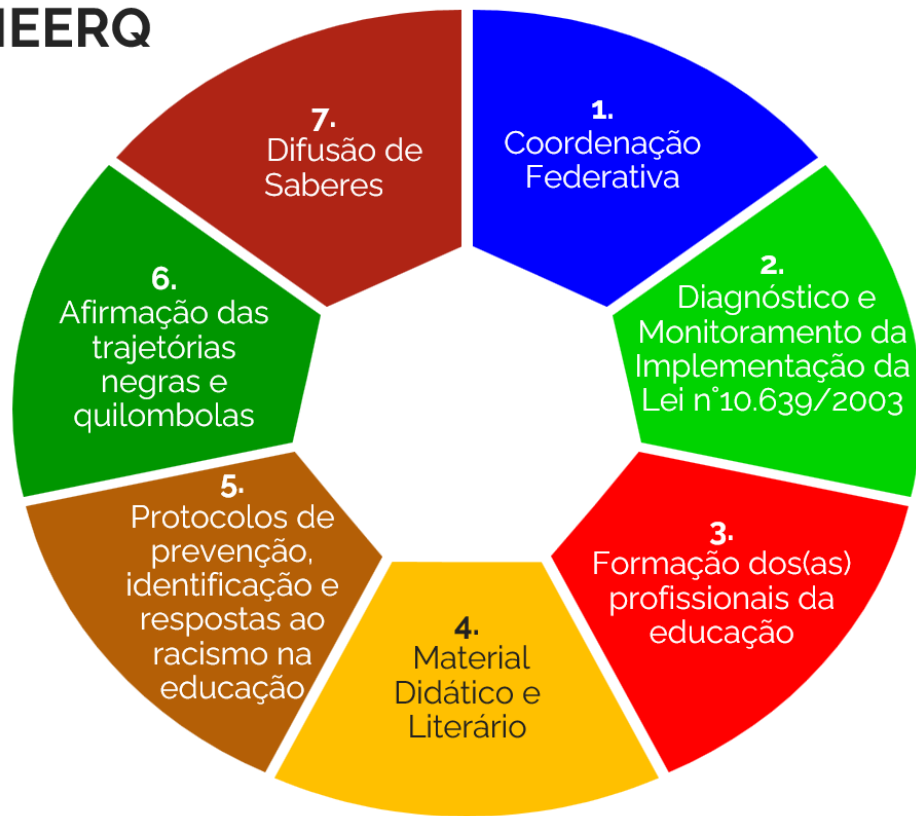 IEERQ
1.
Coordenação
Federativa
2.
Diagnóstico e
Monitoramento da
Implementação da
Lei n°10.639/2003
3.
Formação dos(as)
profissionais da
educação
4.
Material
Didático e
Literário
5.
Protocolos de
prevenção,
identificação e
respostas ao
racismo na
educação
6.
Afirmação das
trajetórias
negras e
quilombolas
7.
Difusão de
Saberes